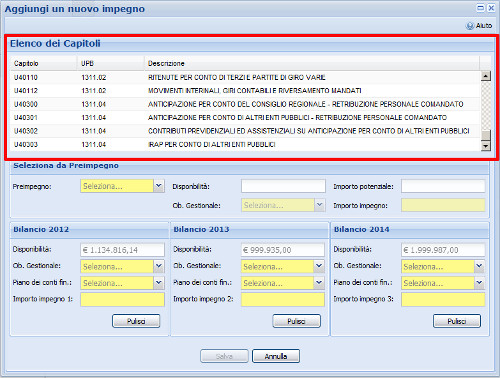 Aggiungi un nuovo impegno
Aiuto
Elenco dei Capitoli
Capitolo UPB Descrizione
U40110 1311.02 RITENUTE PER CONTO DI TERZI E PARTITE DI GIRO VARIE
U40112 1311.02 MOVIMENTI INTERNALI, GIRI CONTABILI E RIVERSAMENTO MANDATI
U40300 1311.04 ANTICIPAZIONE PER CONTO DEL CONSIGLIO REGIONALE - RETRIBUZIONE PERSONALE COMANDATO
U40301 1311.04 ANTICIPAZIONE PER CONTO DI ALTRI ENTI PUBBLICI - RETRIBUZIONE PERSONALE COMANDATO
U40302 1311.04 CONTRIBUTI PREVIDENZIALI ED ASSISTENZIALI SU ANTICIPAZIONE PER CONTO DI ALTRI ENTI PUBBLICI
U40303 1311.04 IRAP PER CONTO DI ALTRI ENTI PUBBLICI
Seleziona da Preimpegno
Preimpegno: Seleziona... Disponibilità: Importo potenziale:
Ob. Gestionale: Seleziona... Importo impegno:
Bilancio 2012 Bilancio 2013 Bilancio 2014
Disponibilità: € 1.134.816,14 Disponibilità: € 999.935,00 Disponibilità: € 1.999.987,00
Ob. Gestionale: Seleziona... Ob. Gestionale: Seleziona... Ob. Gestionale: Seleziona...
Piano dei conti fin.: Seleziona... Piano dei conti fin.: Seleziona... Piano dei conti fin.: Seleziona...
Importo impegno 1: Importo impegno 2: Importo impegno 3:
Pulisci Pulisci Pulisci
Salva Annulla